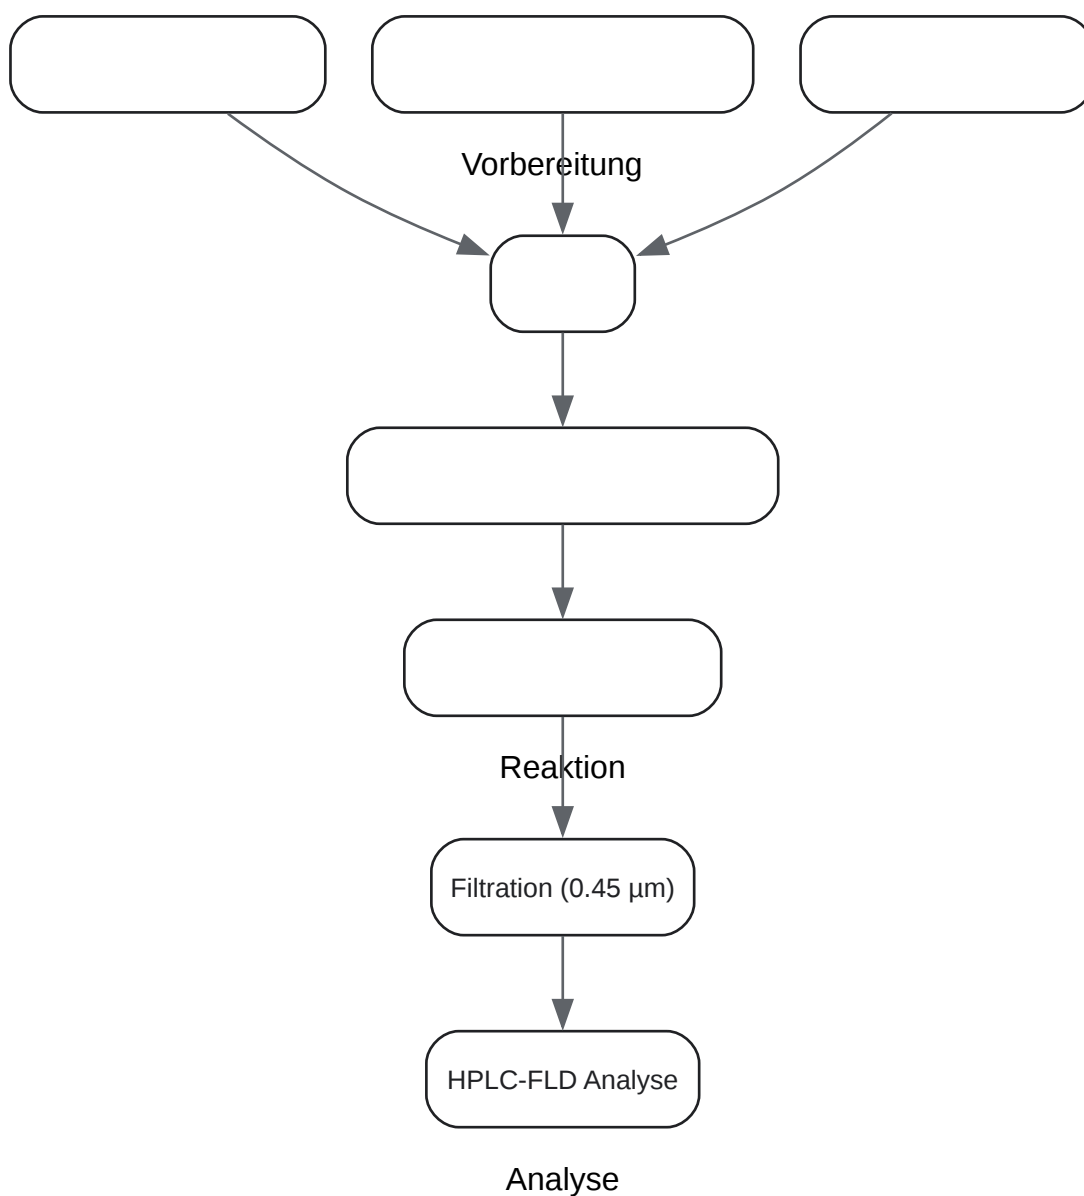 Vorbereitung
Reaktion
Filtration (0.45 µm)
HPLC-FLD Analyse
Analyse